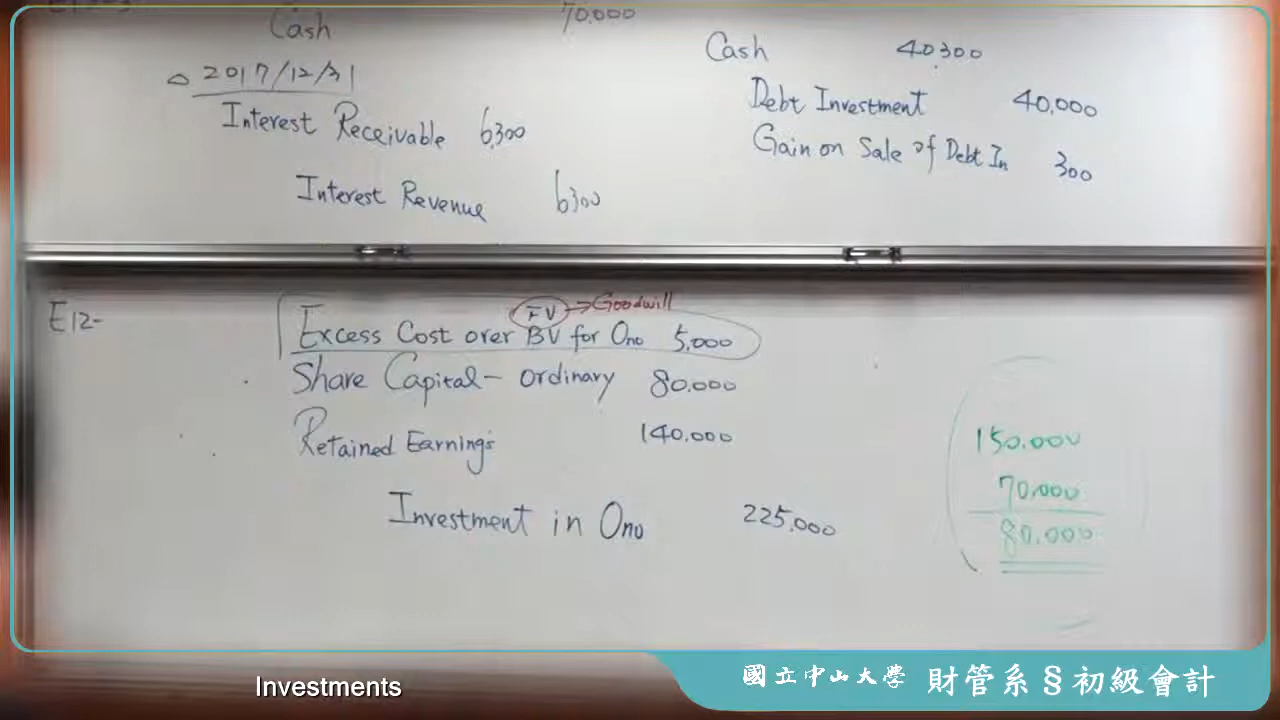 Cash 70,000
△ 2017/12/31
Interest Receivable 6,300
Interest Revenue 6300
Cash 40,300
Debt Investment 40,000
Gain on Sale of Debt In 300
E12-
FV → Goodwill
Excess Cost over BV for Ono 5,000
Share Capital - ordinary 80,000
Retained Earnings 140,000
Investment in Ono 225,000
150,000
70,000
80,000
Investments
國立中山大學 財管系§初級會計